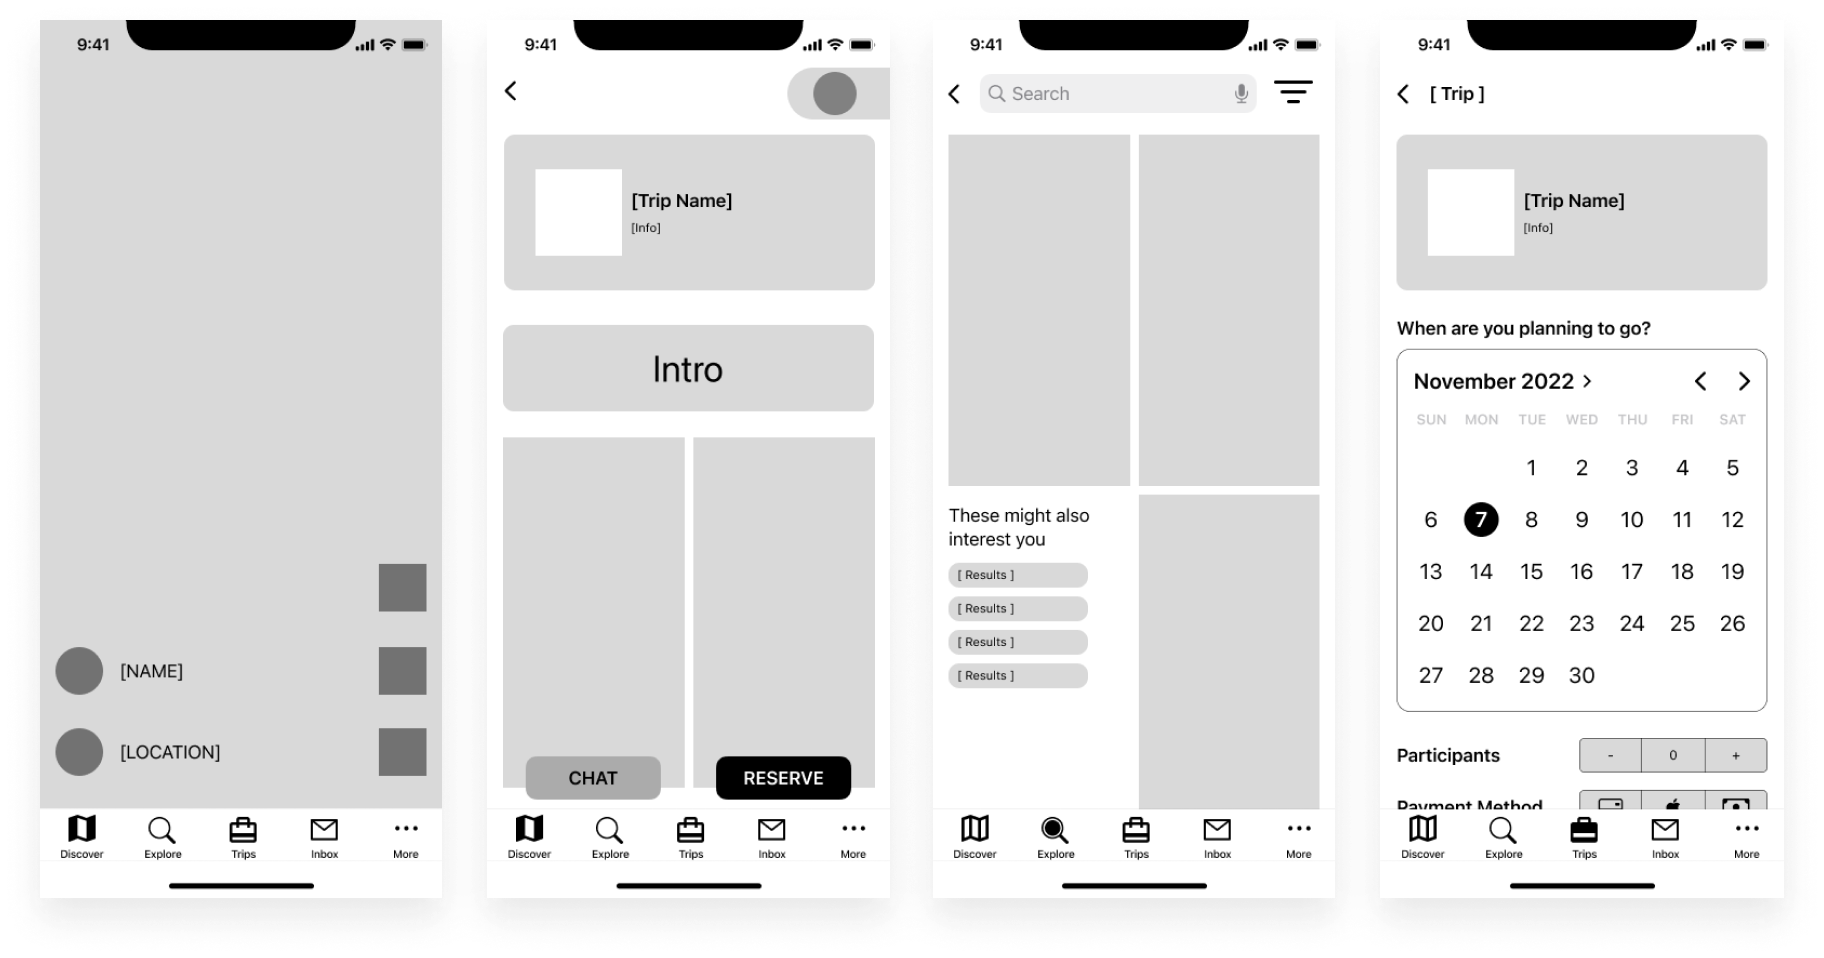 9:41
[NAME]
[LOCATION]
Discover Explore Trips Inbox More
9:41
[Trip Name]
[Info]
Intro
CHAT RESERVE
Discover Explore Trips Inbox More
9:41
Search
These might also
interest you
[ Results ]
[ Results ]
[ Results ]
[ Results ]
Discover Explore Trips Inbox More
9:41
[ Trip ]
[Trip Name]
[Info]
When are you planning to go?
November 2022
SUN MON TUE WED THU FRI SAT
1 2 3 4 5
6 7 8 9 10 11 12
13 14 15 16 17 18 19
20 21 22 23 24 25 26
27 28 29 30
Participants - 0 +
Payment Method
Discover Explore Trips Inbox More